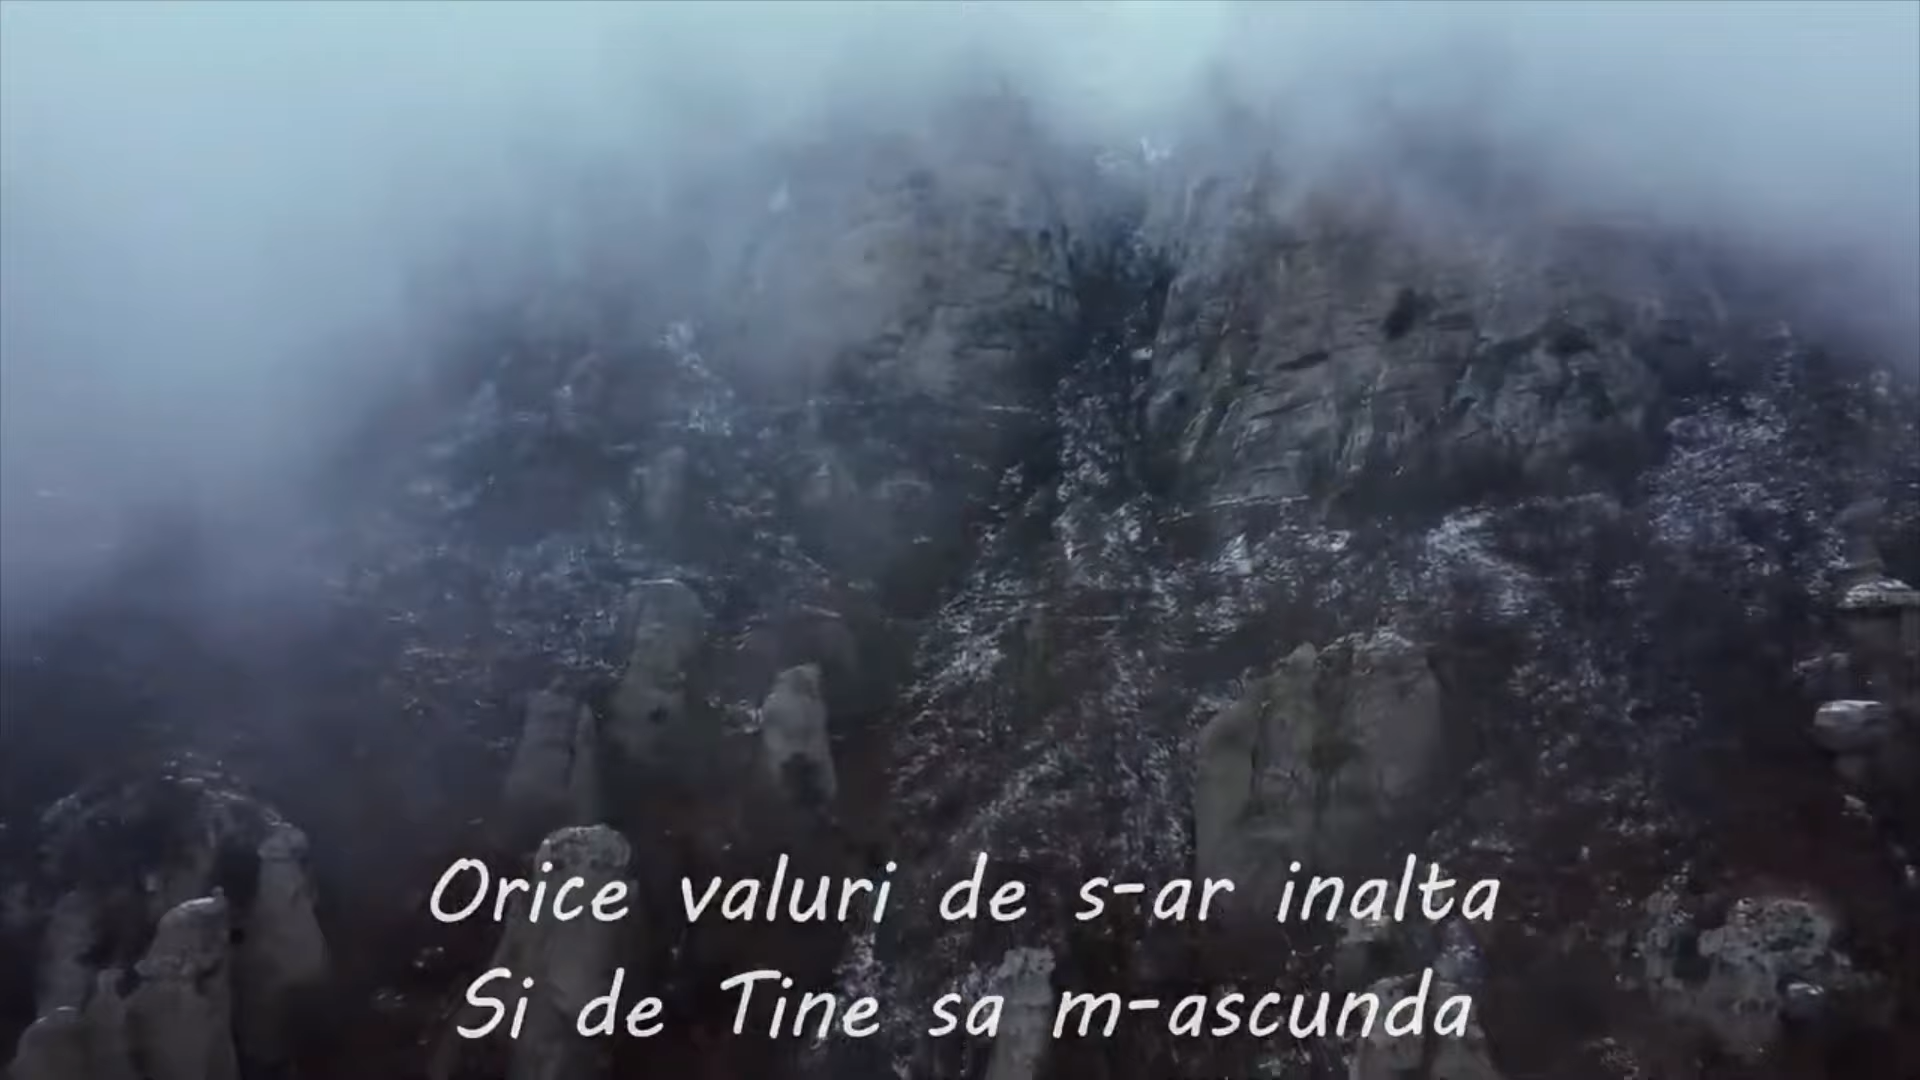 Orice valuri de s-ar inalta
Si de Tine sa m-ascunda